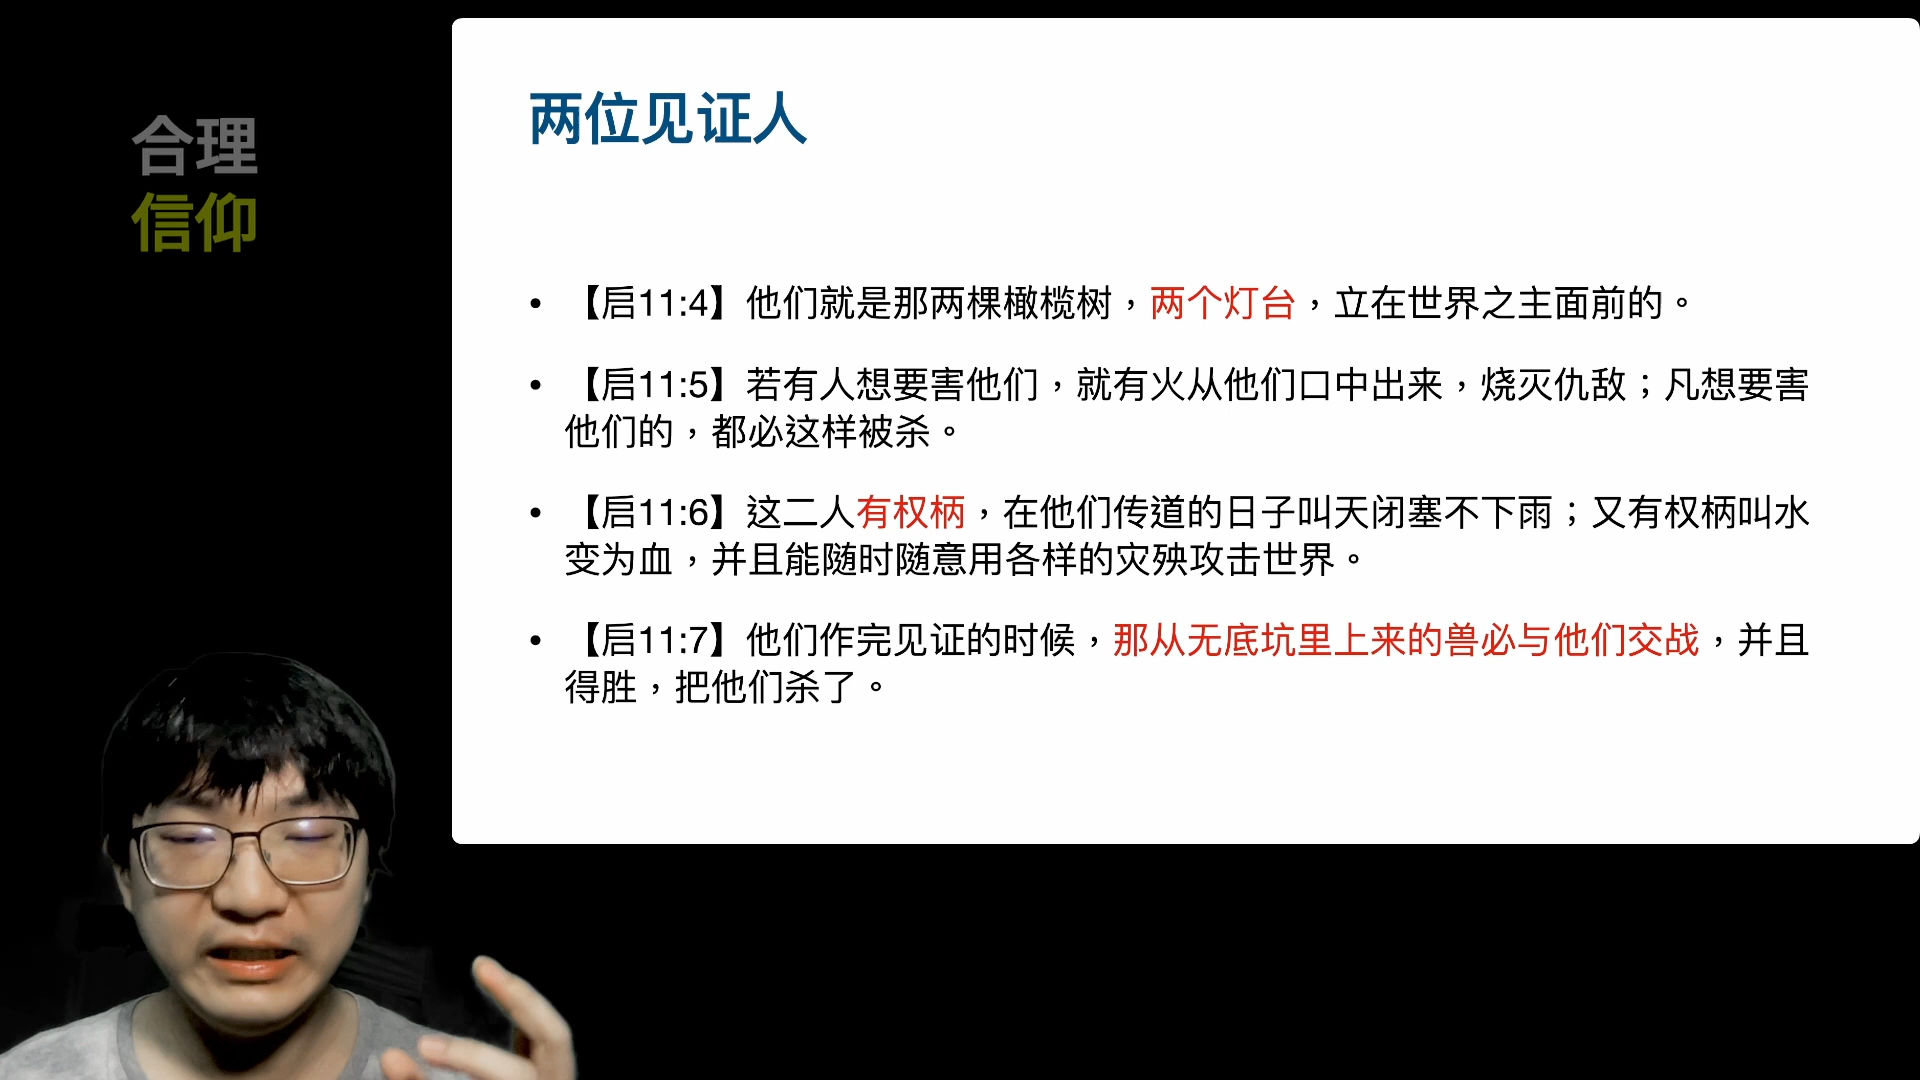 合理
信仰
两位见证人
• 【启11:4】他们就是那两棵橄榄树，两个灯台，立在世界之主面前的。
• 【启11:5】若有人想要害他们，就有火从他们口中出来，烧灭仇敌；凡想要害
他们的，都必这样被杀。
• 【启11:6】这二人有权柄，在他们传道的日子叫天闭塞不下雨；又有权柄叫水
变为血，并且能随时随意用各样的灾殃攻击世界。
• 【启11:7】他们作完见证的时候，那从无底坑里上来的兽必与他们交战，并且
得胜，把他们杀了。